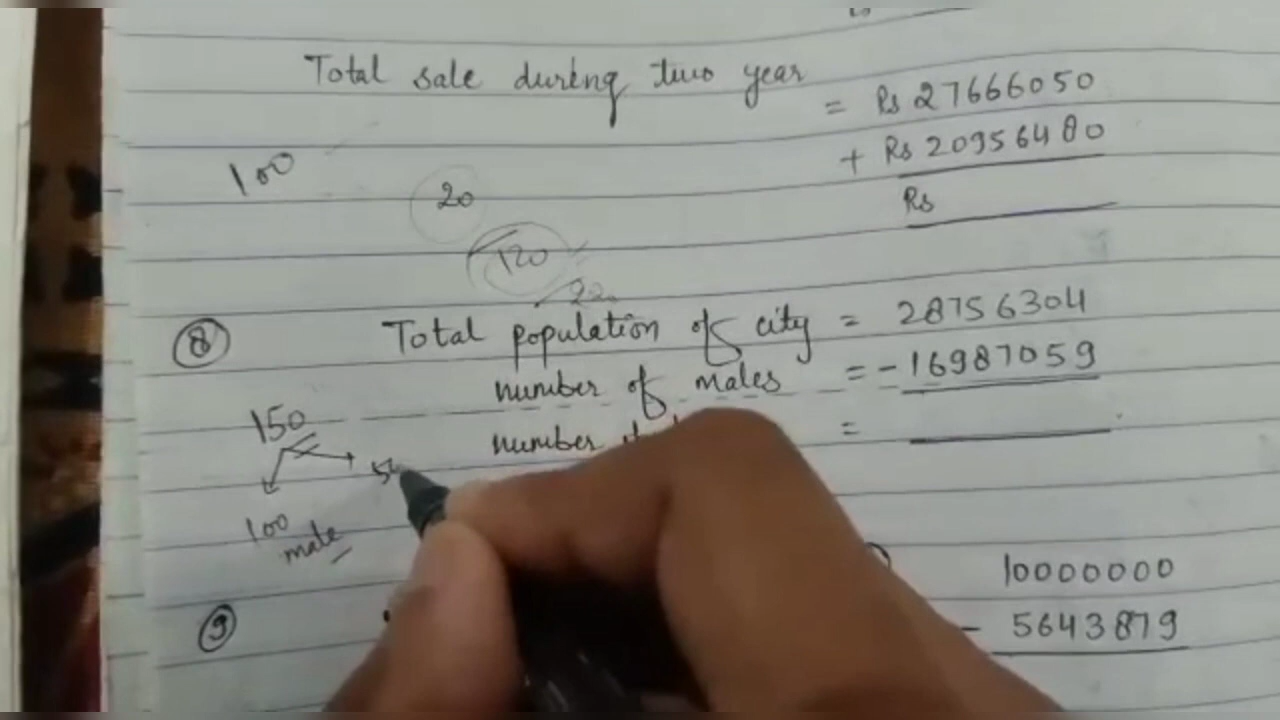 Total sale during two year
= Rs 27666050
+ Rs 20956480
Rs
100
20
120
⑧ Total population of city = 28756304
number of males = - 16987059
number =
150
100
male
⑨
10000000
- 5643879